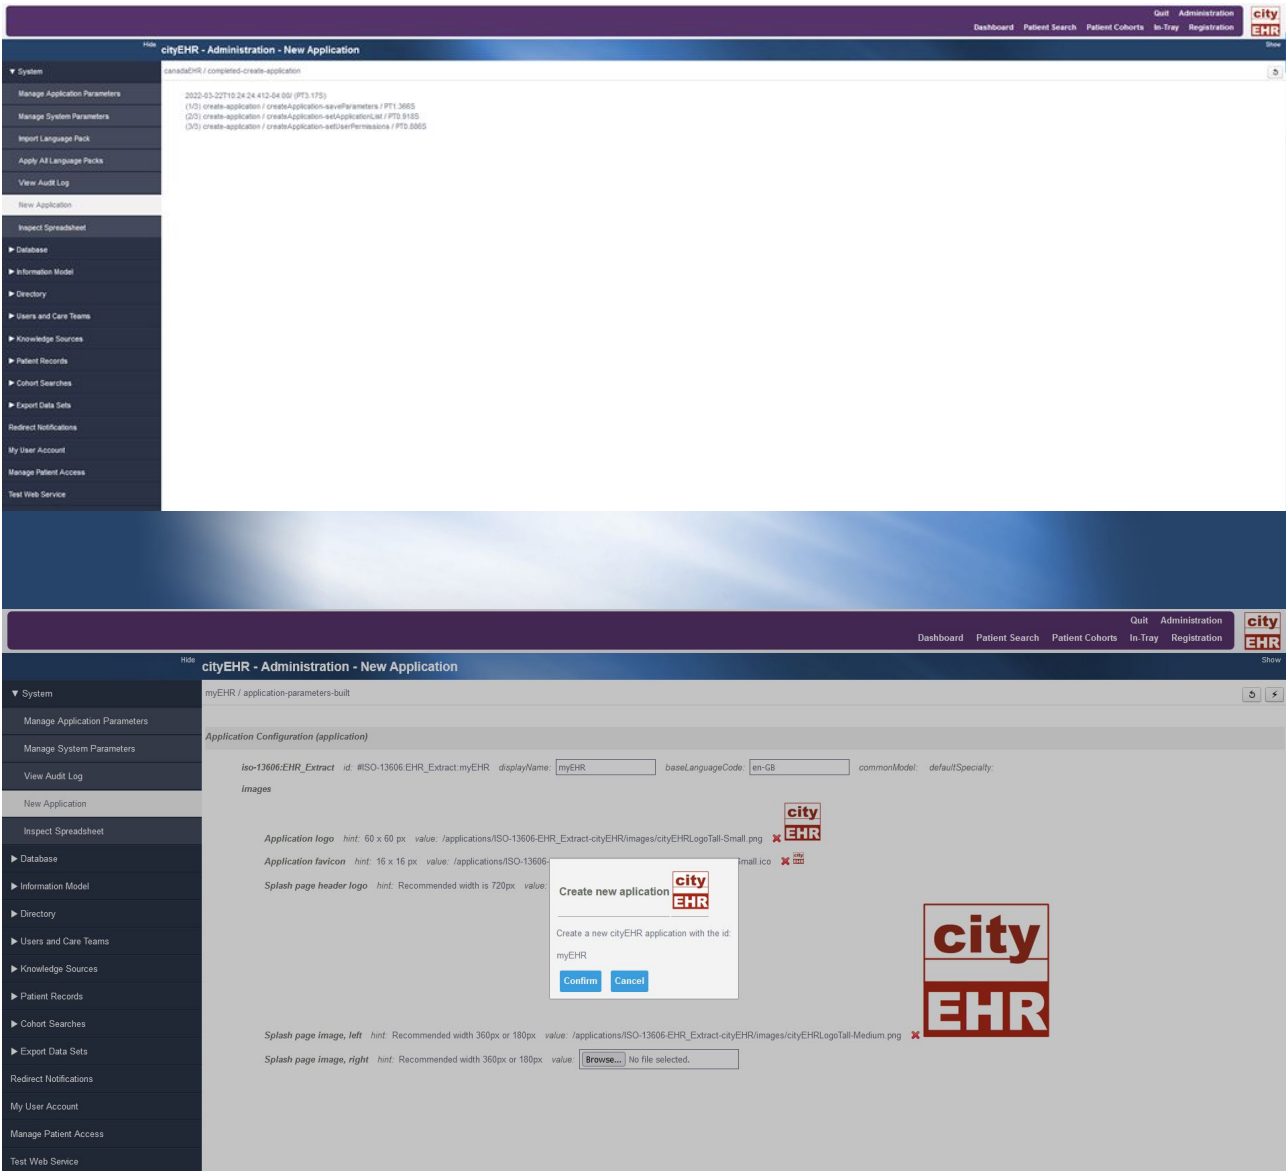 Quit Administration
Dashboard Patient Search Patient Cohorts In-Tray Registration
city
EHR
Hide
cityEHR - Administration - New Application
Show
▼ System
canadaEHR / completed-create-application
Manage Application Parameters
2022-03-22T10:24:24.412-04:00/ (PT3.17S)
(1/3) create-application / createApplication-saveParameters / PT1.366S
Manage System Parameters
(2/3) create-application / createApplication-setApplicationList / PT0.918S
(3/3) create-application / createApplication-setUserPermissions / PT0.886S
Import Language Pack
Apply All Language Packs
View Audit Log
New Application
Inspect Spreadsheet
► Database
► Information Model
► Directory
► Users and Care Teams
► Knowledge Sources
► Patient Records
► Cohort Searches
► Export Data Sets
Redirect Notifications
My User Account
Manage Patient Access
Test Web Service
Quit Administration
Dashboard Patient Search Patient Cohorts In-Tray Registration
city
EHR
Hide
cityEHR - Administration - New Application
Show
▼ System
myEHR / application-parameters-built
Manage Application Parameters
Application Configuration (application)
Manage System Parameters
iso-13606:EHR_Extract id: #ISO-13606:EHR_Extract:myEHR displayName: myEHR baseLanguageCode: en-GB commonModel: defaultSpecialty:
View Audit Log
images
New Application
city
EHR
Inspect Spreadsheet
Application logo hint: 60 x 60 px value: /applications/ISO-13606-EHR_Extract-cityEHR/images/cityEHRLogoTall-Small.png
► Database
Application favicon hint: 16 x 16 px value: /applications/ISO-13606- Small.ico
► Information Model
Splash page header logo hint: Recommended width is 720px value:
Create new aplication
city
EHR
► Directory
Create a new cityEHR application with the id:
► Users and Care Teams
myEHR
► Knowledge Sources
Confirm Cancel
► Patient Records
city
EHR
► Cohort Searches
Splash page image, left hint: Recommended width 360px or 180px value: /applications/ISO-13606-EHR_Extract-cityEHR/images/cityEHRLogoTall-Medium.png
► Export Data Sets
Splash page image, right hint: Recommended width 360px or 180px value: Browse... No file selected.
Redirect Notifications
My User Account
Manage Patient Access
Test Web Service